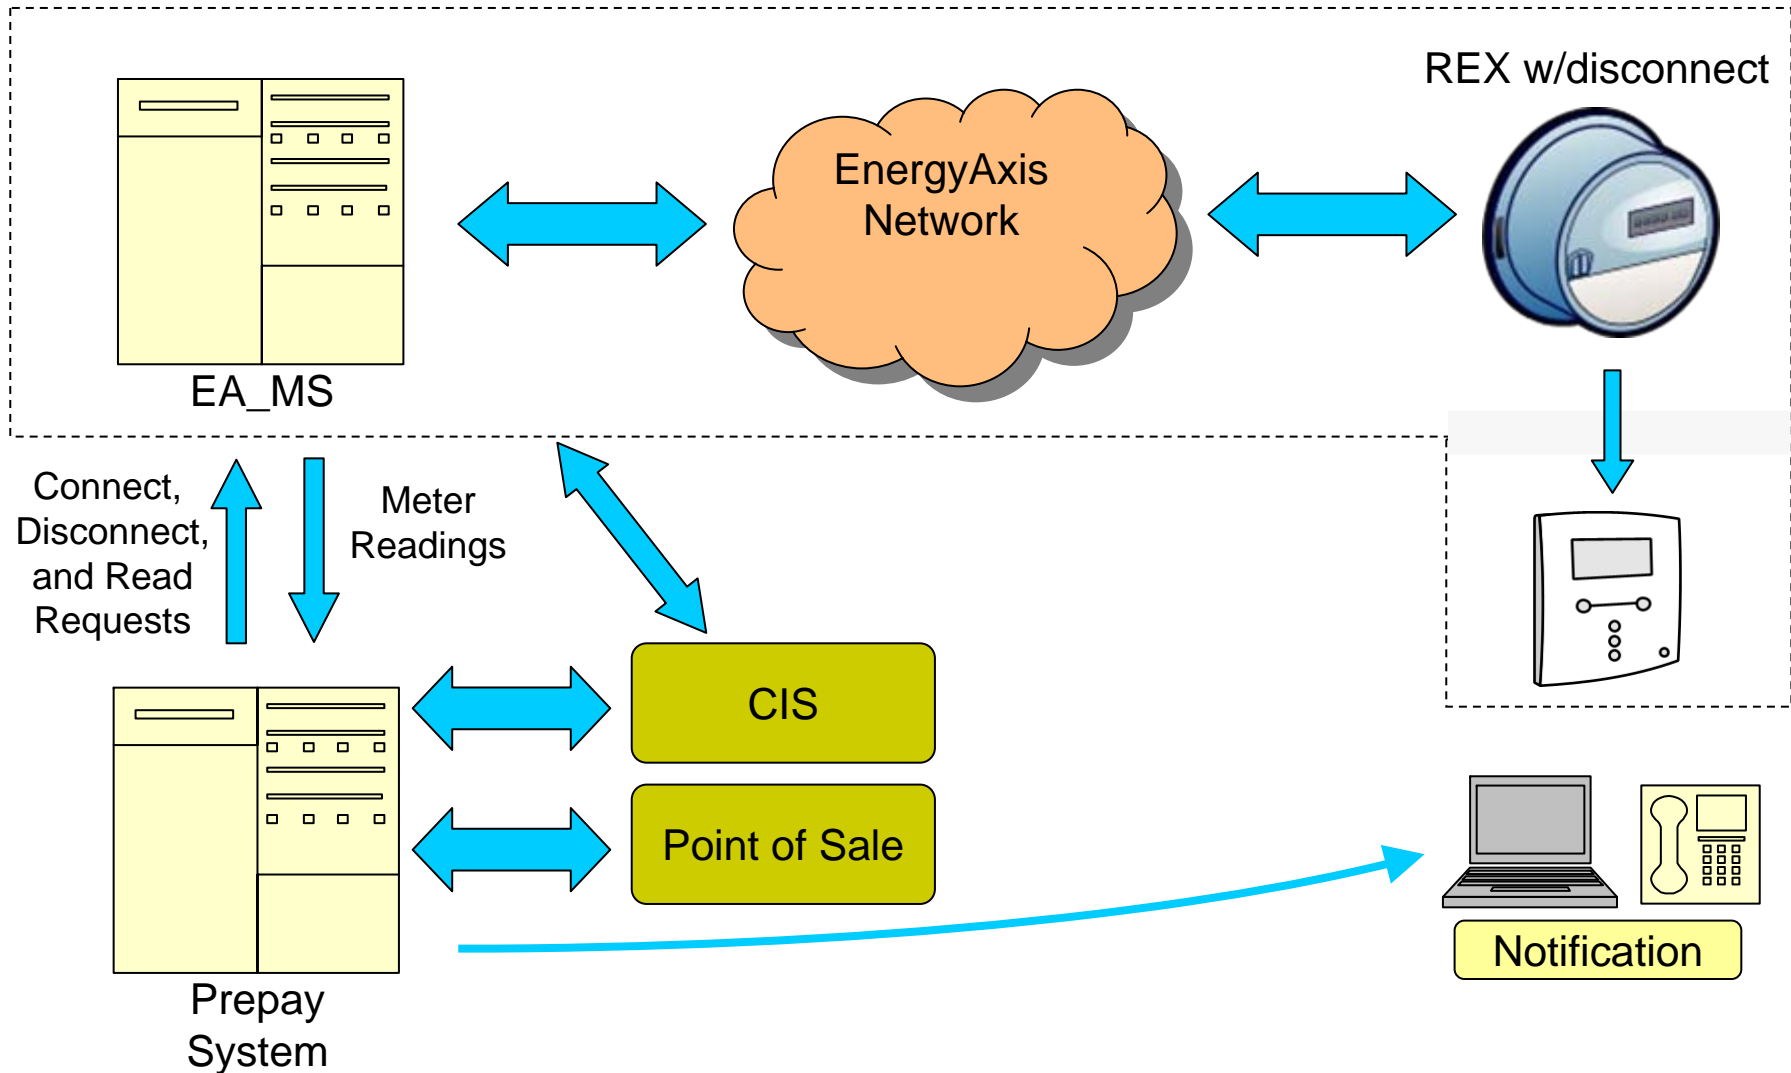 REX w/disconnect
EnergyAxis
Network
EA_MS
Connect,
Disconnect,
and Read
Requests
Meter
Readings
CIS
Point of Sale
Notification
Prepay
System